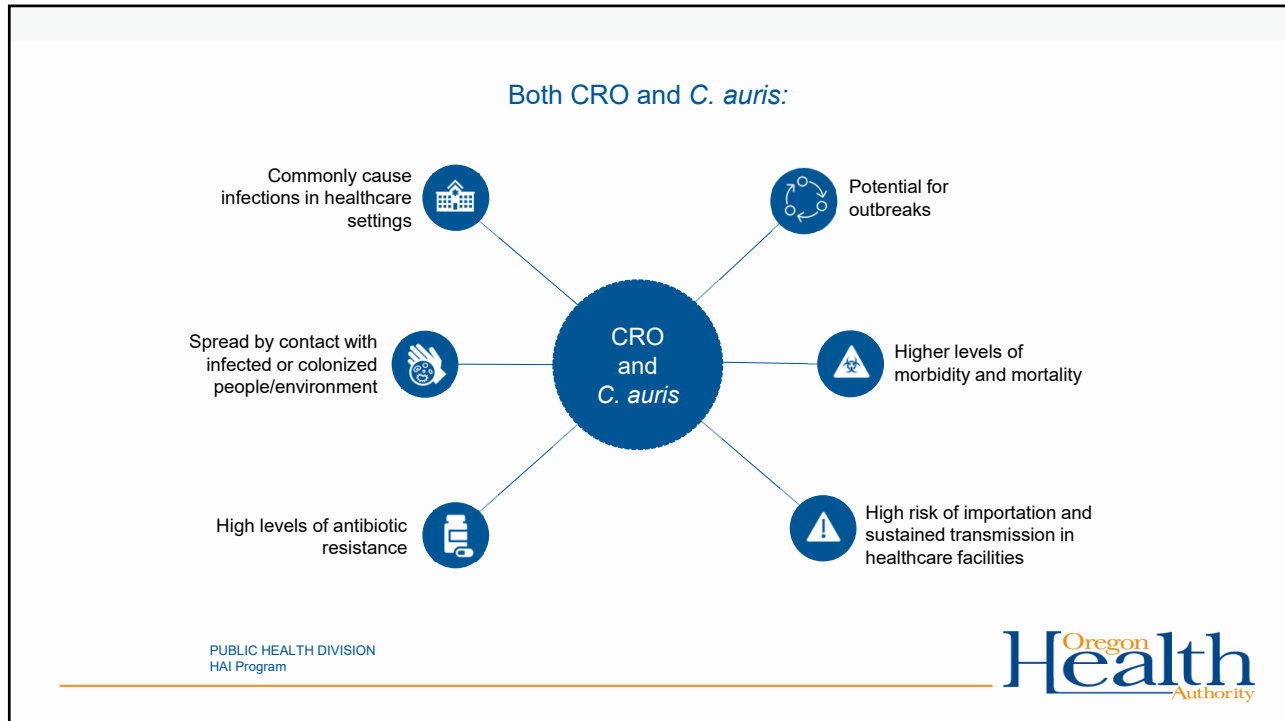 Both CRO and C. auris:
Commonly cause
infections in healthcare
settings
Potential for
outbreaks
Spread by contact with
infected or colonized
people/environment
CRO
and
C. auris
Higher levels of
morbidity and mortality
High levels of antibiotic
resistance
High risk of importation and
sustained transmission in
healthcare facilities
PUBLIC HEALTH DIVISION
HAI Program
Oregon
Health
Authority